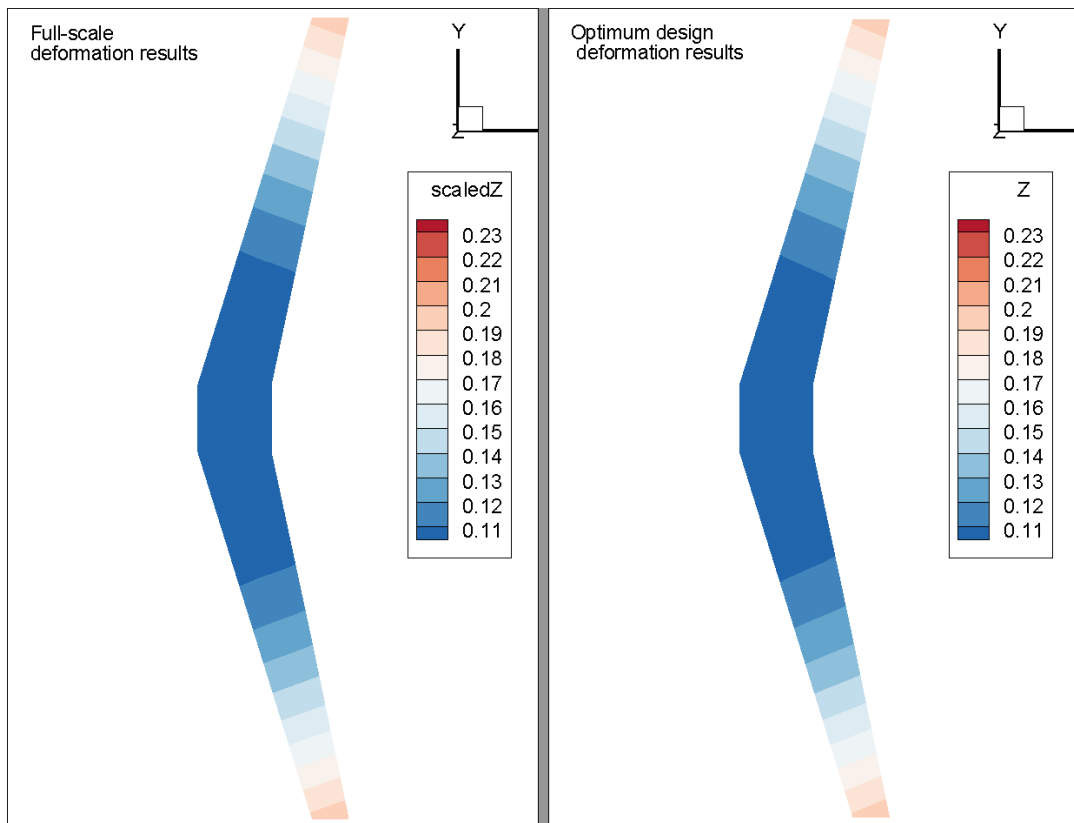 Full-scale
deformation results
Y
Z
scaledZ
0.23
0.22
0.21
0.2
0.19
0.18
0.17
0.16
0.15
0.14
0.13
0.12
0.11
Optimum design
deformation results
Y
Z
Z
0.23
0.22
0.21
0.2
0.19
0.18
0.17
0.16
0.15
0.14
0.13
0.12
0.11